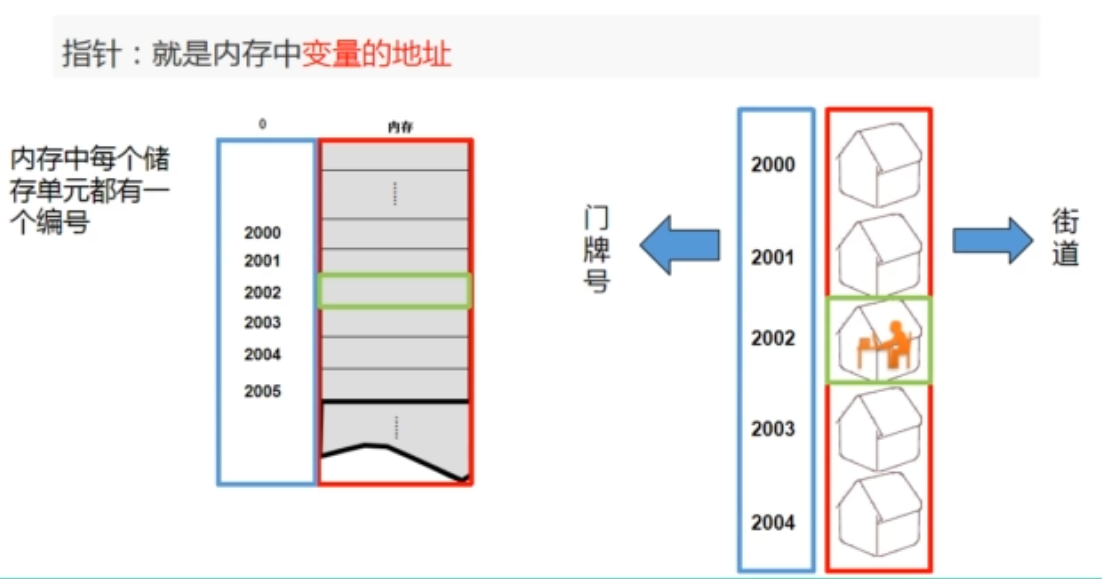 指针：就是内存中变量的地址
内存中每个储
存单元都有一
个编号
0
内存
2000
2001
2002
2003
2004
2005
门
牌
号
2000
2001
2002
2003
2004
街
道